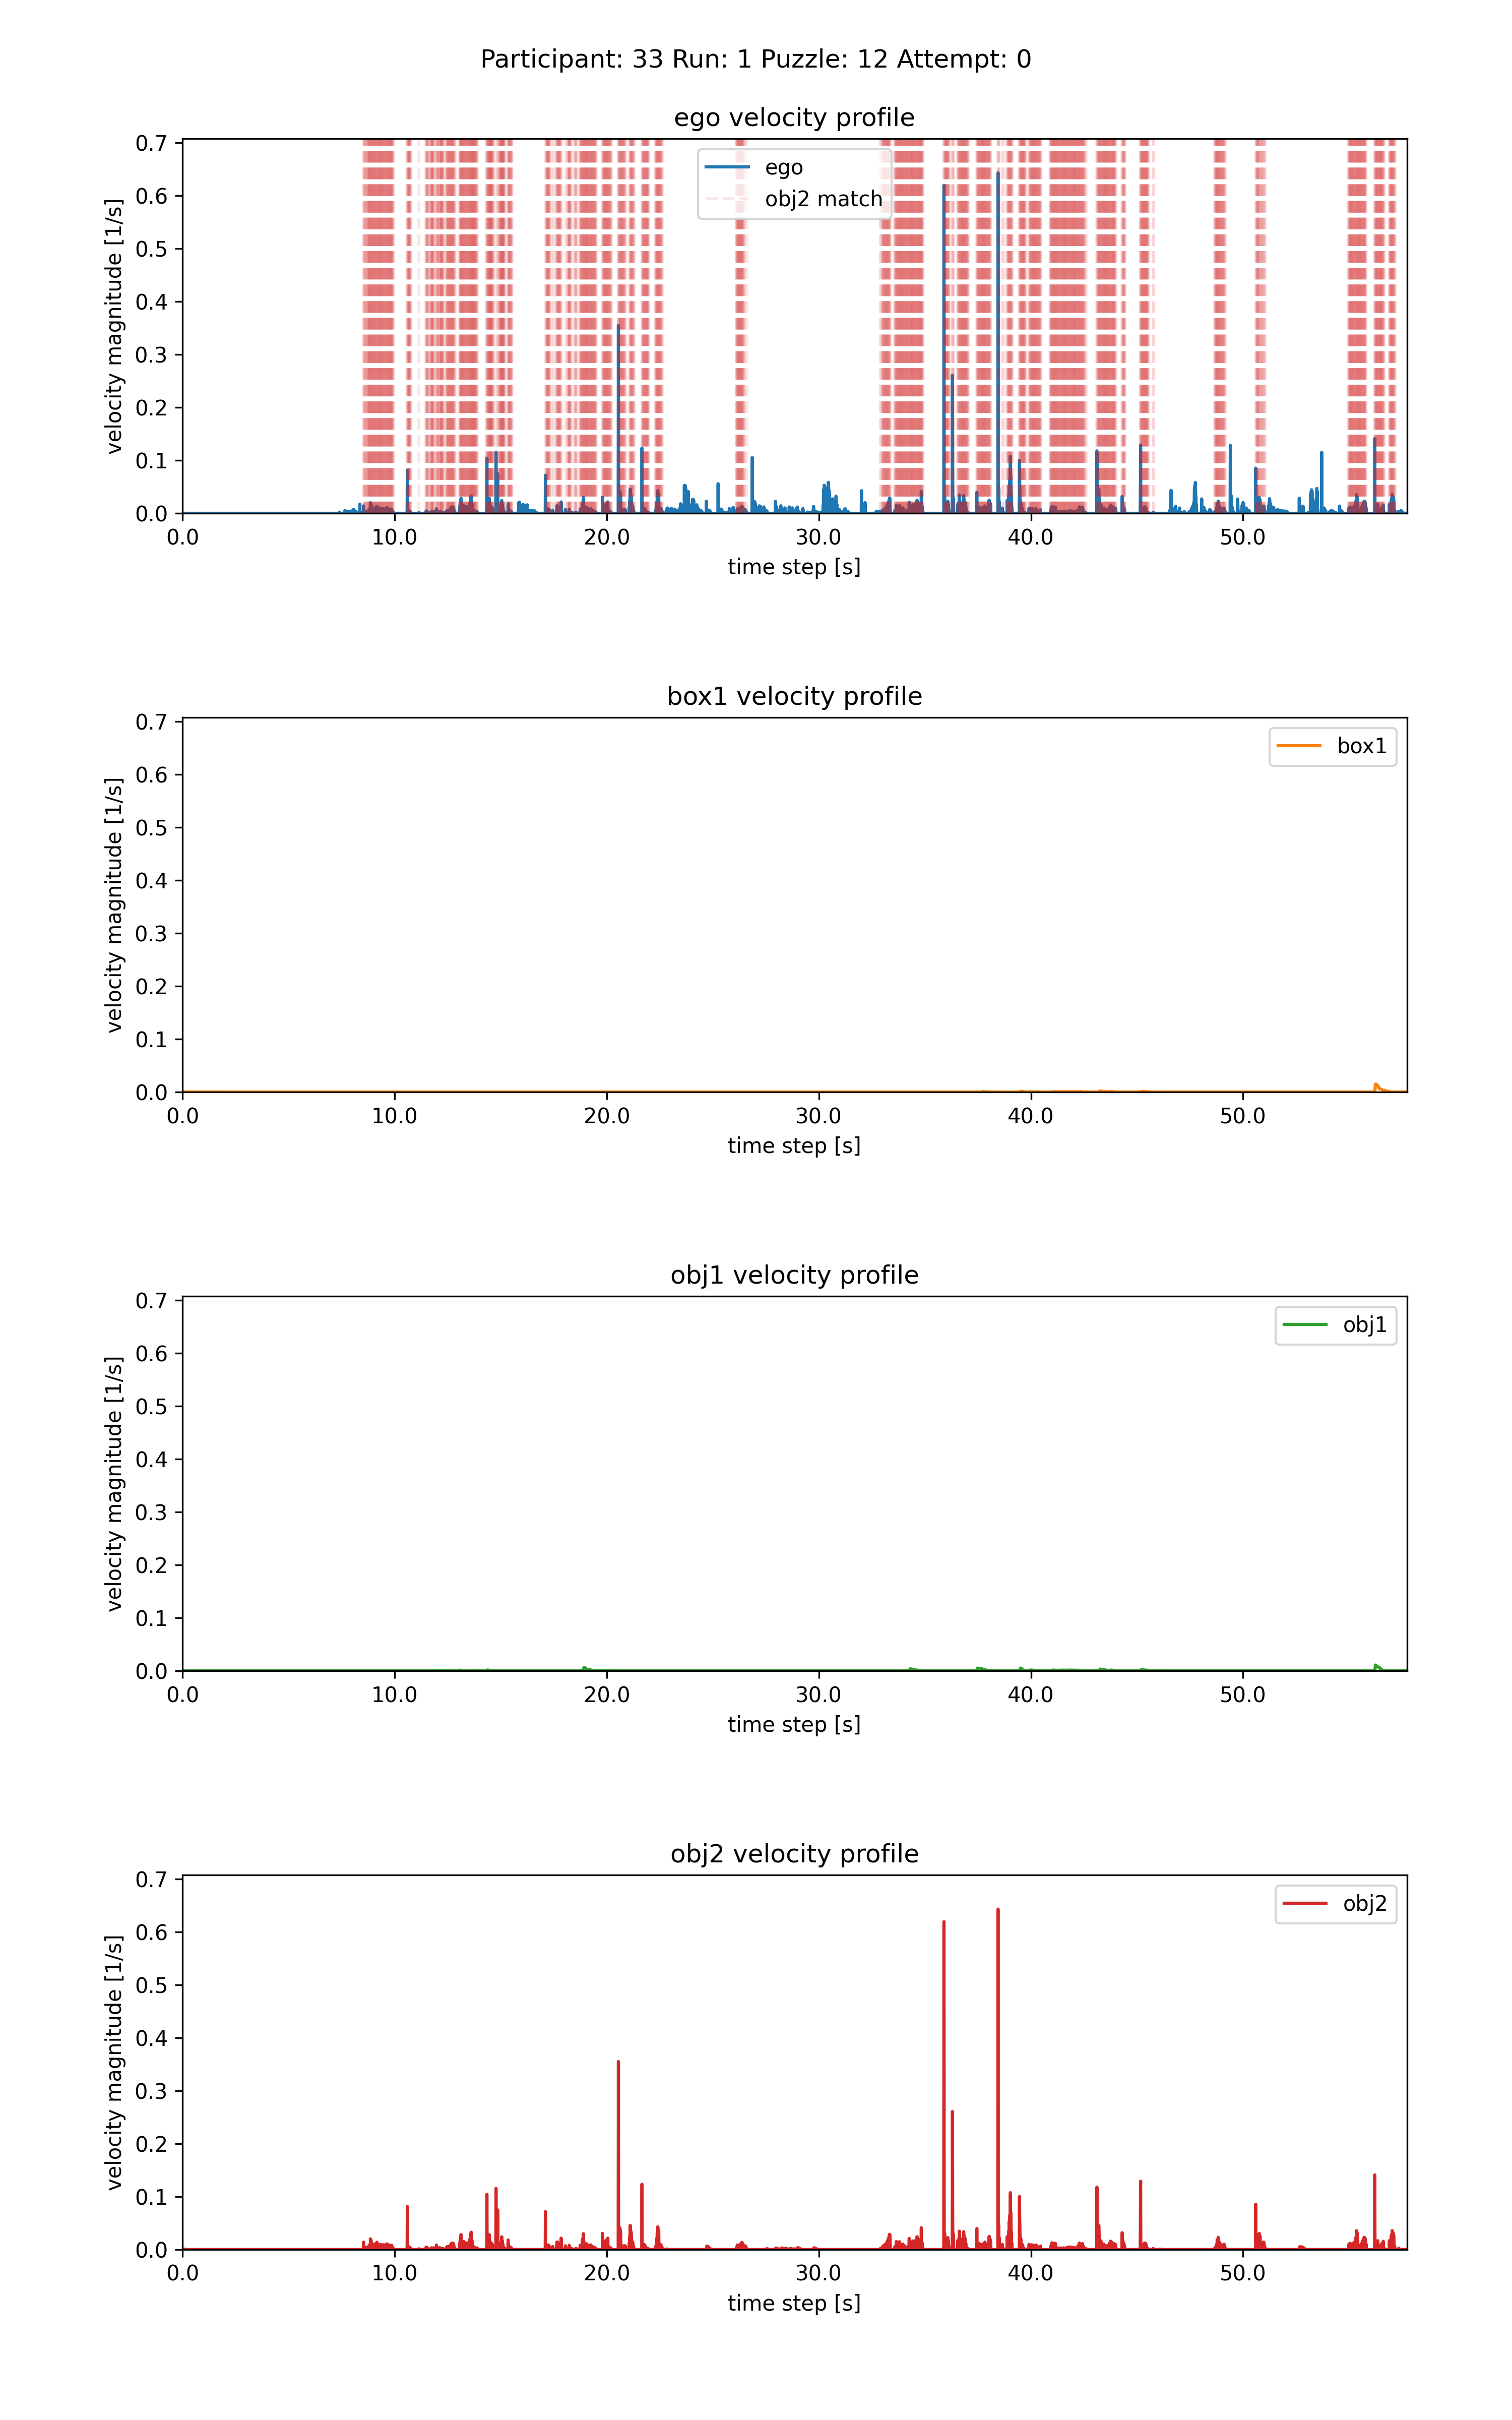 Participant: 33 Run: 1 Puzzle: 12 Attempt: 0
ego velocity profile
velocity magnitude [1/s]
0.7
0.6
0.5
0.4
0.3
0.2
0.1
0.0
ego
obj2 match
0.0 10.0 20.0 30.0 40.0 50.0
time step [s]
box1 velocity profile
velocity magnitude [1/s]
0.7
0.6
0.5
0.4
0.3
0.2
0.1
0.0
box1
0.0 10.0 20.0 30.0 40.0 50.0
time step [s]
obj1 velocity profile
velocity magnitude [1/s]
0.7
0.6
0.5
0.4
0.3
0.2
0.1
0.0
obj1
0.0 10.0 20.0 30.0 40.0 50.0
time step [s]
obj2 velocity profile
velocity magnitude [1/s]
0.7
0.6
0.5
0.4
0.3
0.2
0.1
0.0
obj2
0.0 10.0 20.0 30.0 40.0 50.0
time step [s]